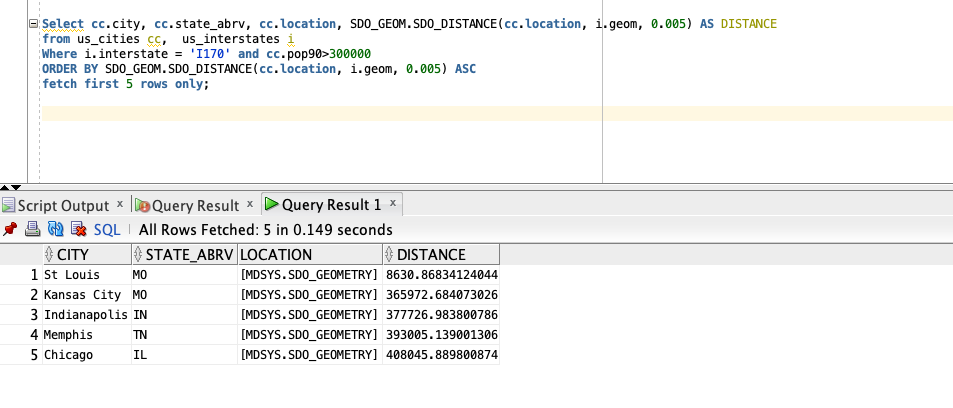 Select cc.city, cc.state_abrv, cc.location, SDO_GEOM.SDO_DISTANCE(cc.location, i.geom, 0.005) AS DISTANCE
from us_cities cc,  us_interstates i
Where i.interstate = 'I170' and cc.pop90>300000
ORDER BY SDO_GEOM.SDO_DISTANCE(cc.location, i.geom, 0.005) ASC
fetch first 5 rows only;
Script Output x Query Result x Query Result 1 x
SQL | All Rows Fetched: 5 in 0.149 seconds
CITY STATE_ABRV LOCATION DISTANCE
1 St Louis MO [MDSYS.SDO_GEOMETRY] 8630.86834124044
2 Kansas City MO [MDSYS.SDO_GEOMETRY] 365972.684073026
3 Indianapolis IN [MDSYS.SDO_GEOMETRY] 377726.983800786
4 Memphis TN [MDSYS.SDO_GEOMETRY] 393005.139001306
5 Chicago IL [MDSYS.SDO_GEOMETRY] 408045.889800874